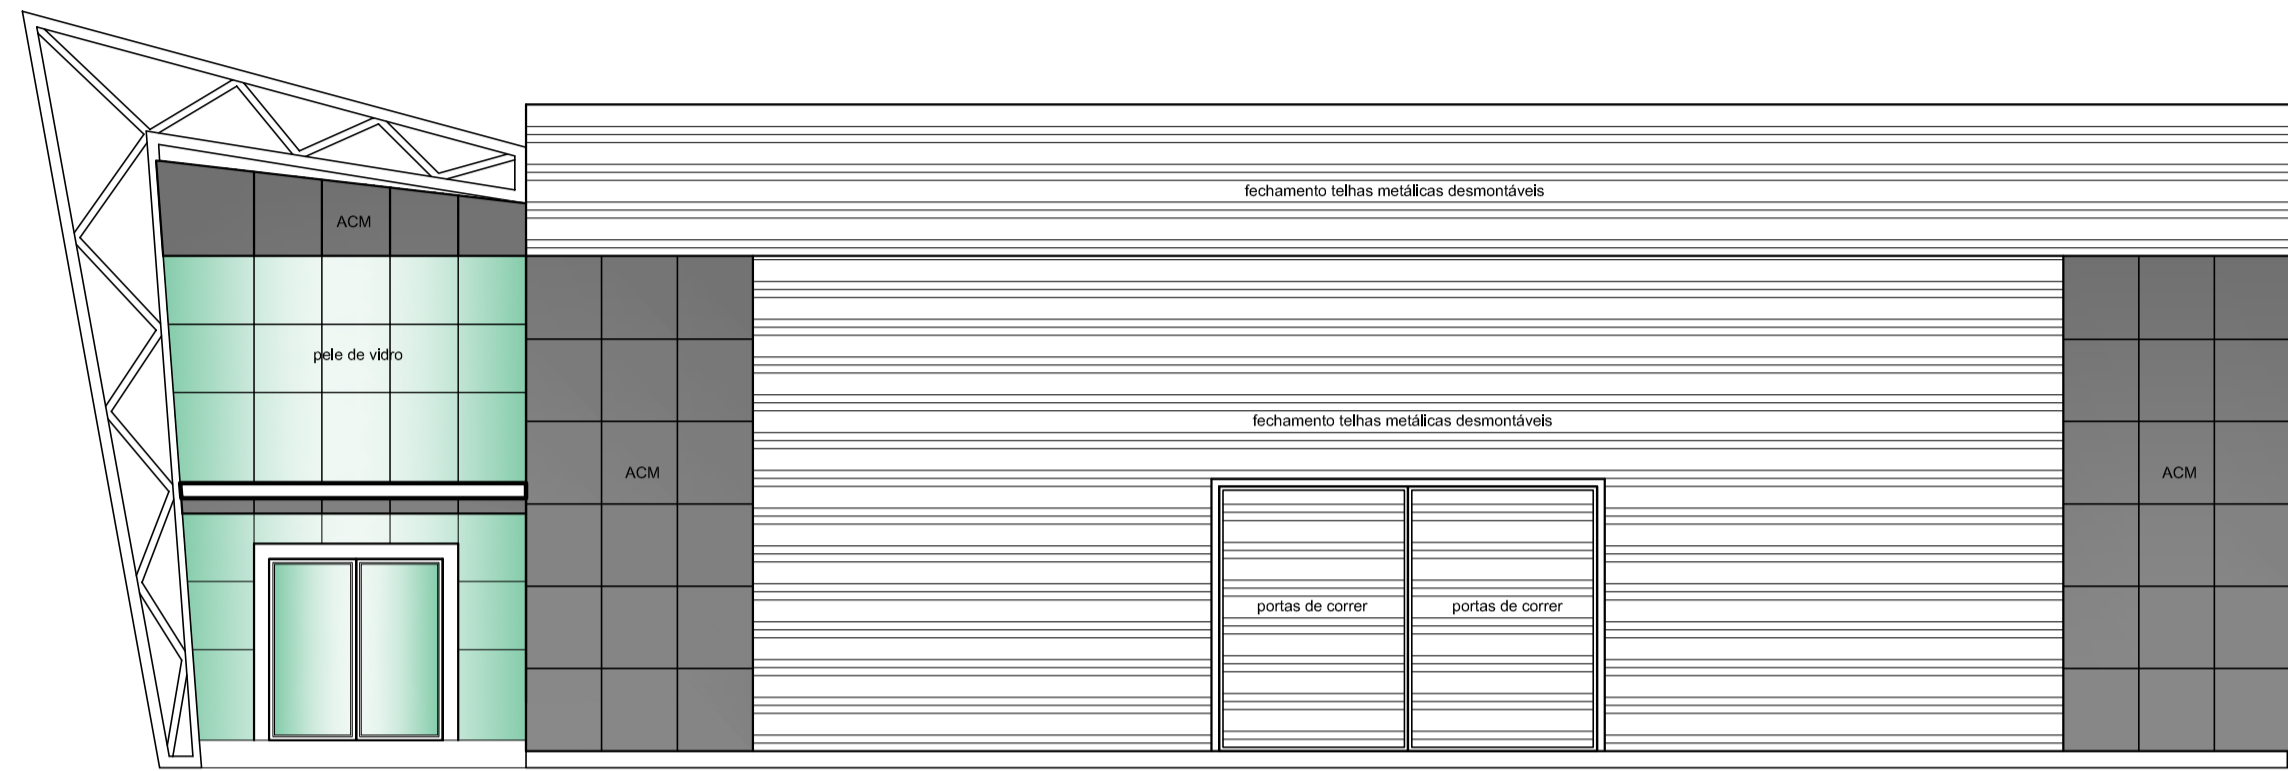 fechamento telhas metálicas desmontáveis
ACM
pele de vidro
fechamento telhas metálicas desmontáveis
ACM
ACM
portas de correr
portas de correr